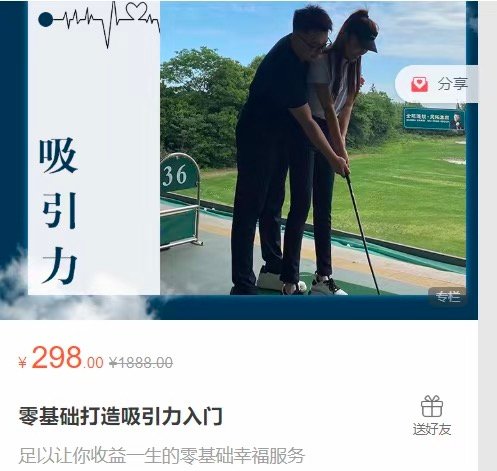 吸引力
分享
36
专栏
¥298.00 ¥1888.00
零基础打造吸引力入门
送好友
足以让你收益一生的零基础幸福服务